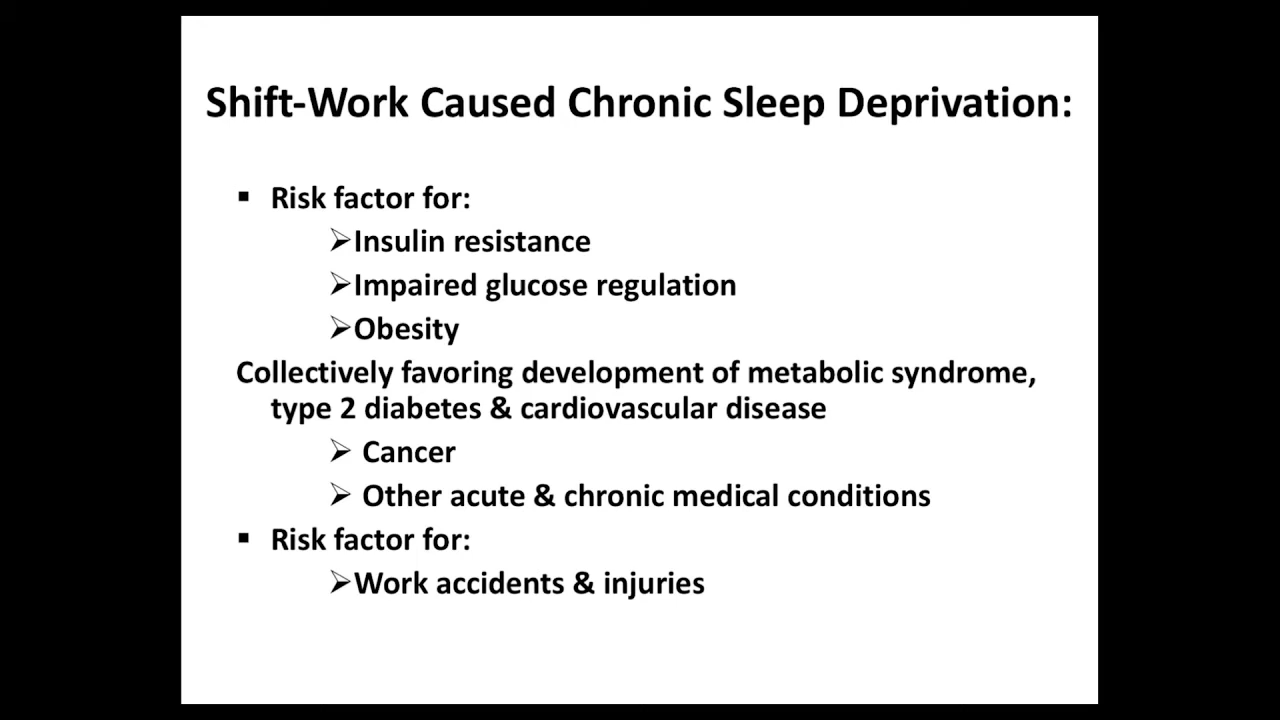 Shift-Work Caused Chronic Sleep Deprivation:
▪ Risk factor for:
➢Insulin resistance
➢Impaired glucose regulation
➢Obesity
Collectively favoring development of metabolic syndrome,
type 2 diabetes & cardiovascular disease
➢ Cancer
➢ Other acute & chronic medical conditions
▪ Risk factor for:
➢Work accidents & injuries